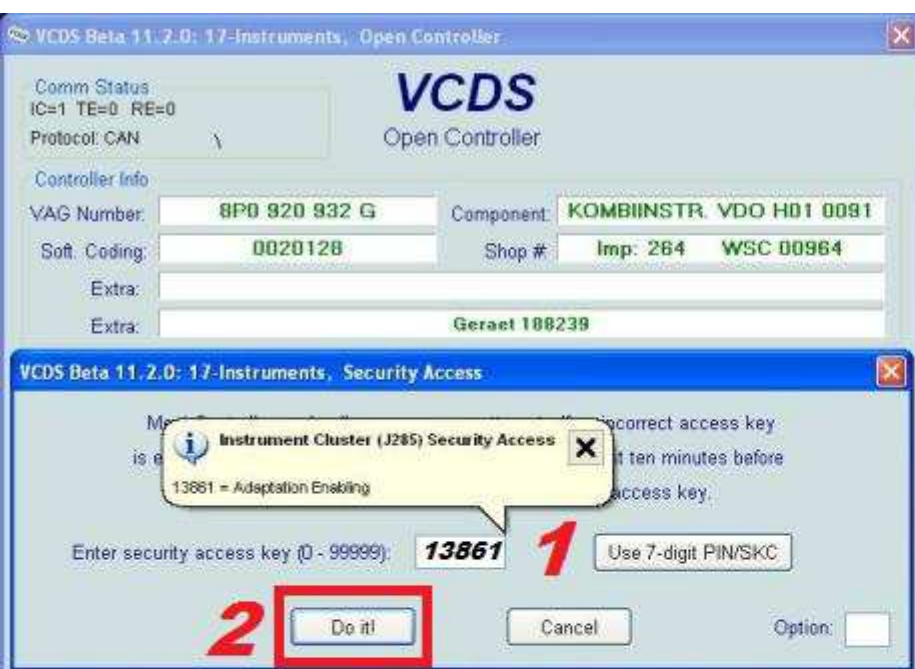 VCDS Beta 11.2.0: 17-Instruments, Open Controller
Comm Status
IC=1 TE=0 RE=0
Protocol: CAN \
VCDS
Open Controller
Controller Info
VAG Number: 8P0 920 932 G Component: KOMBIINSTR. VDO H01 0091
Soft. Coding: 0020128 Shop #: Imp: 264 WSC 00964
Extra:
Extra: Geraet 188239
VCDS Beta 11.2.0: 17-Instruments, Security Access
incorrect access key
is ten minutes before
access key.
Instrument Cluster (J285) Security Access
13861 = Adaptation Enabling
Enter security access key (0 - 99999): 13861 1 Use 7-digit PIN/SKC
2 Do it! Cancel Option: